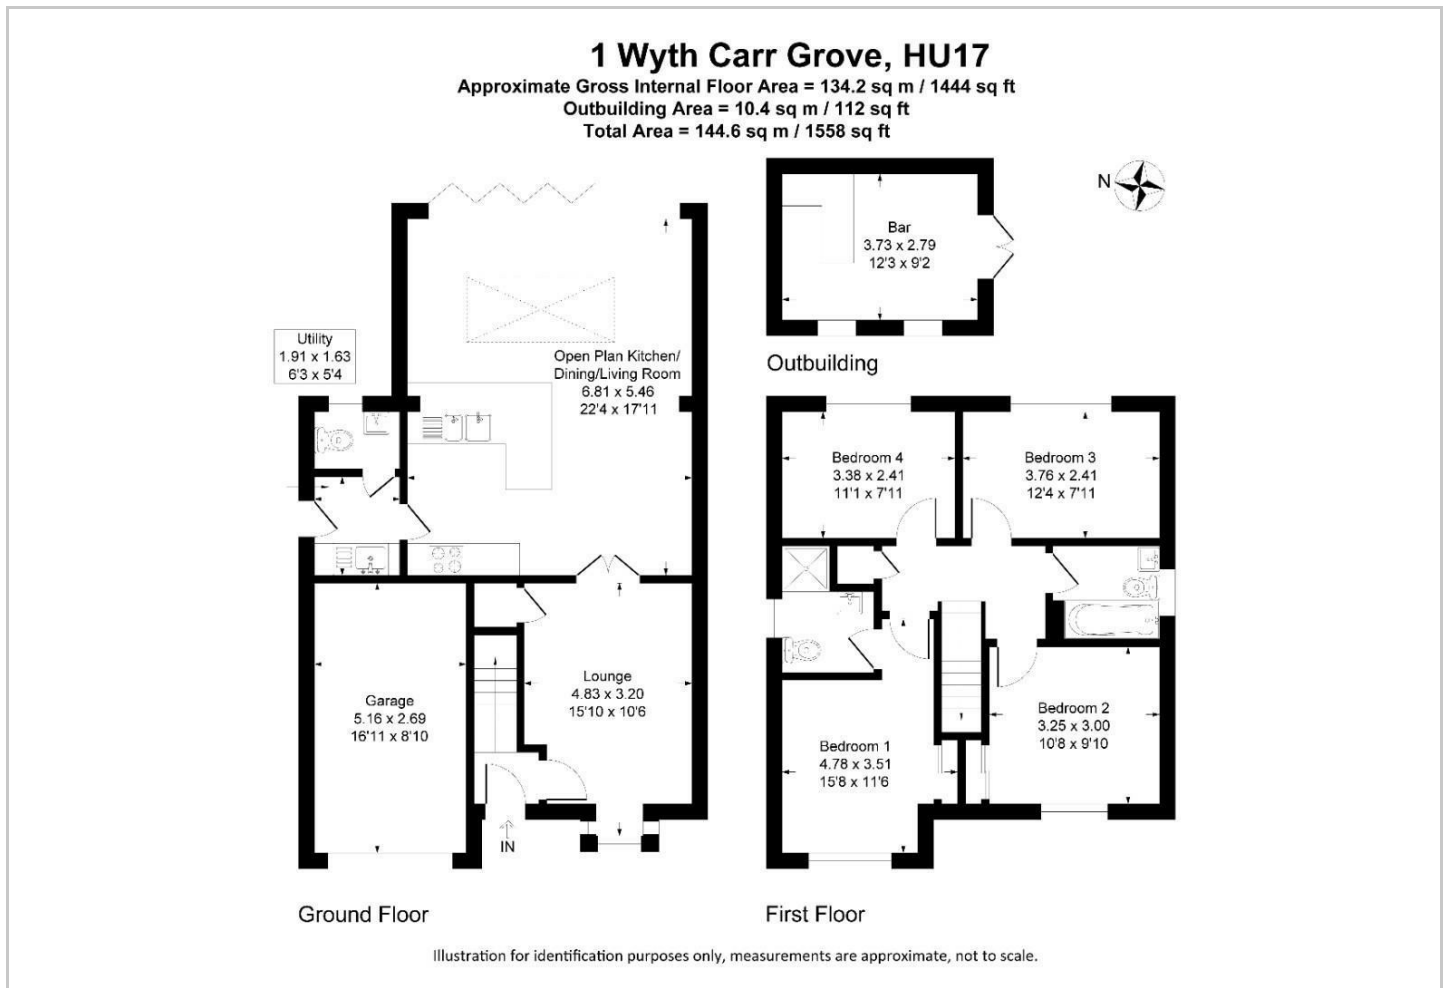 1 Wyth Carr Grove, HU17
Approximate Gross Internal Floor Area = 134.2 sq m / 1444 sq ft
Outbuilding Area = 10.4 sq m / 112 sq ft
Total Area = 144.6 sq m / 1558 sq ft
N
Bar
3.73 x 2.79
12'3 x 9'2
Outbuilding
Utility
1.91 x 1.63
6'3 x 5'4
Open Plan Kitchen/
Dining/Living Room
6.81 x 5.46
22'4 x 17'11
Garage
5.16 x 2.69
16'11 x 8'10
Lounge
4.83 x 3.20
15'10 x 10'6
IN
Ground Floor
Bedroom 4
3.38 x 2.41
11'1 x 7'11
Bedroom 3
3.76 x 2.41
12'4 x 7'11
Bedroom 1
4.78 x 3.51
15'8 x 11'6
Bedroom 2
3.25 x 3.00
10'8 x 9'10
First Floor
Illustration for identification purposes only, measurements are approximate, not to scale.